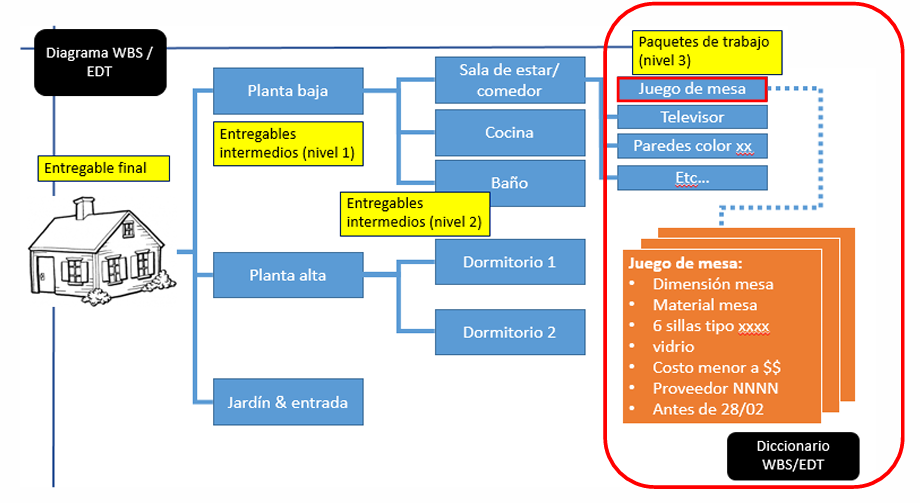 Diagrama WBS /
EDT
Entregable final
Planta baja
Entregables
intermedios (nivel 1)
Planta alta
Jardín & entrada
Sala de estar/
comedor
Cocina
Baño
Entregables
intermedios (nivel 2)
Dormitorio 1
Dormitorio 2
Paquetes de trabajo
(nivel 3)
Juego de mesa
Televisor
Paredes color xx
Etc...
Juego de mesa:
• Dimensión mesa
• Material mesa
• 6 sillas tipo xxxx
• vidrio
• Costo menor a $$
• Proveedor NNNN
• Antes de 28/02
Diccionario
WBS/EDT